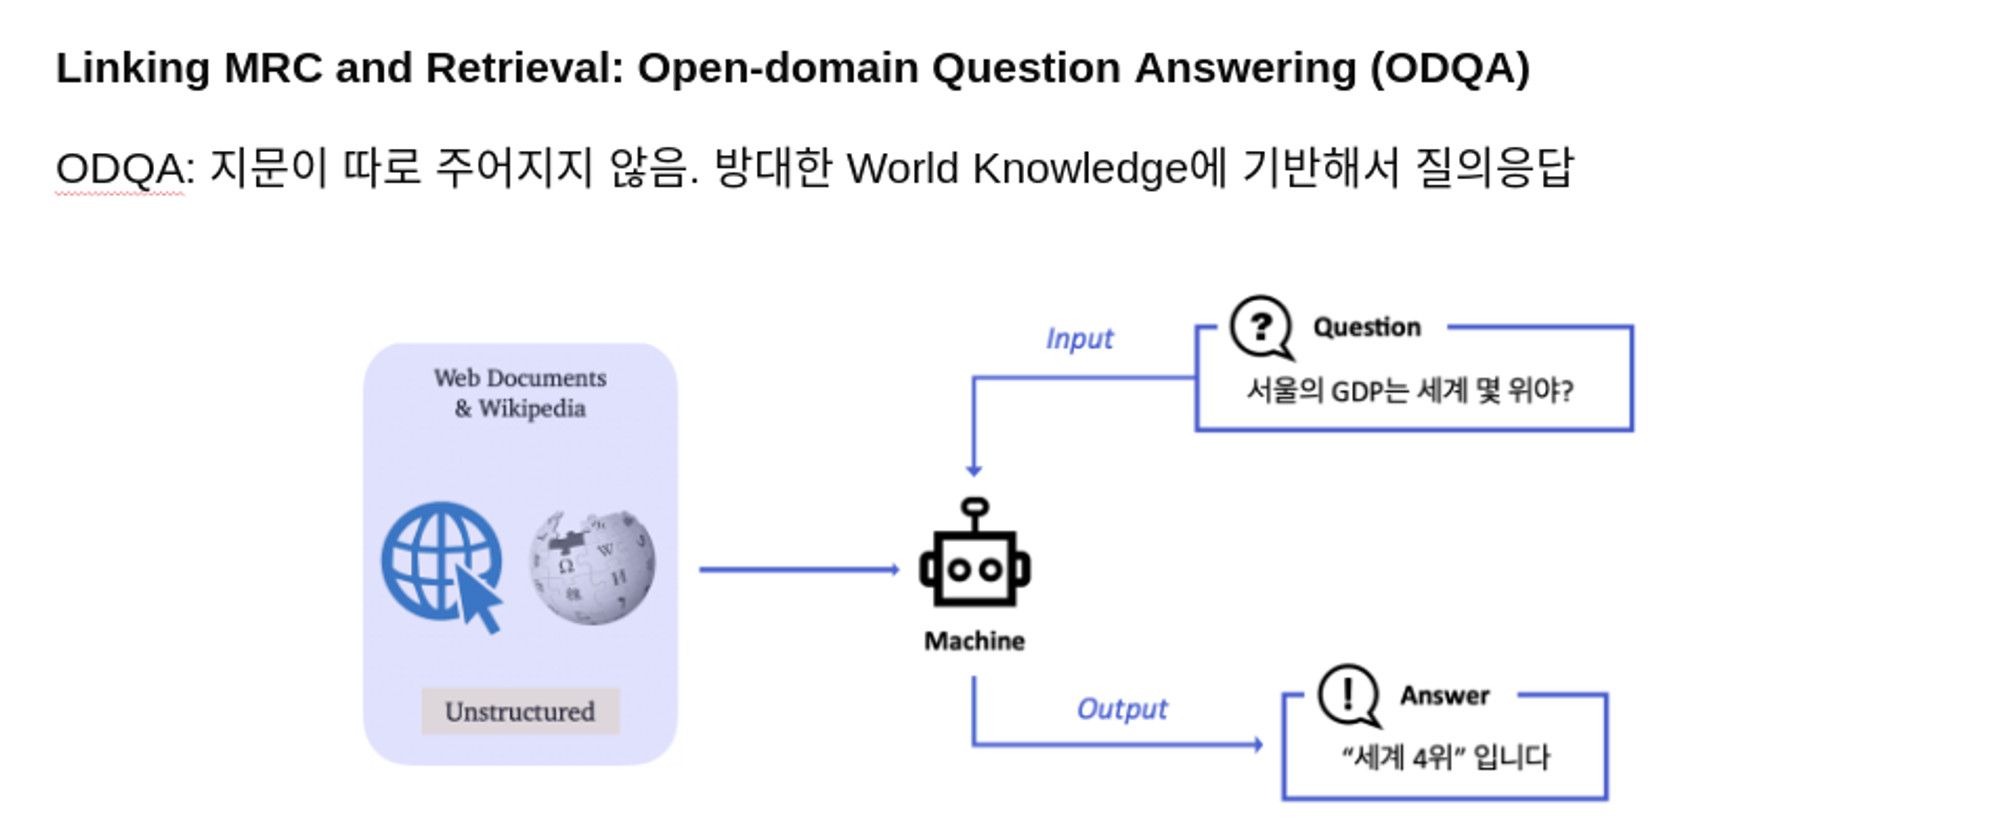 Linking MRC and Retrieval: Open-domain Question Answering (ODQA)
ODQA: 지문이 따로 주어지지 않음. 방대한 World Knowledge에 기반해서 질의응답
Web Documents
& Wikipedia
Unstructured
Input
? Question
서울의 GDP는 세계 몇 위야?
Machine
Output
! Answer
“세계 4위” 입니다